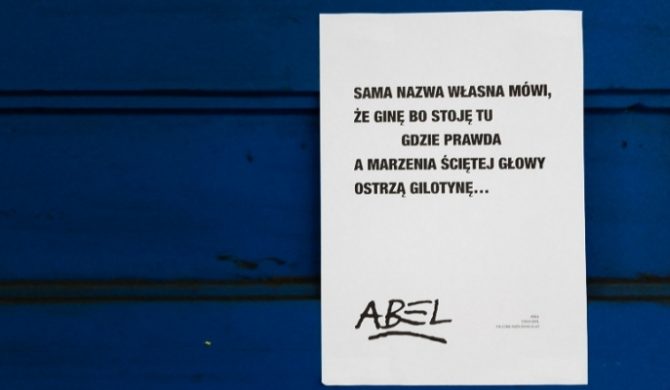 SAMA NAZWA WŁASNA MÓWI,
ŻE GINĘ BO STOJĘ TU
GDZIE PRAWDA
A MARZENIA ŚCIĘTEJ GŁOWY
OSTRZĄ GILOTYNĘ...
ABEL